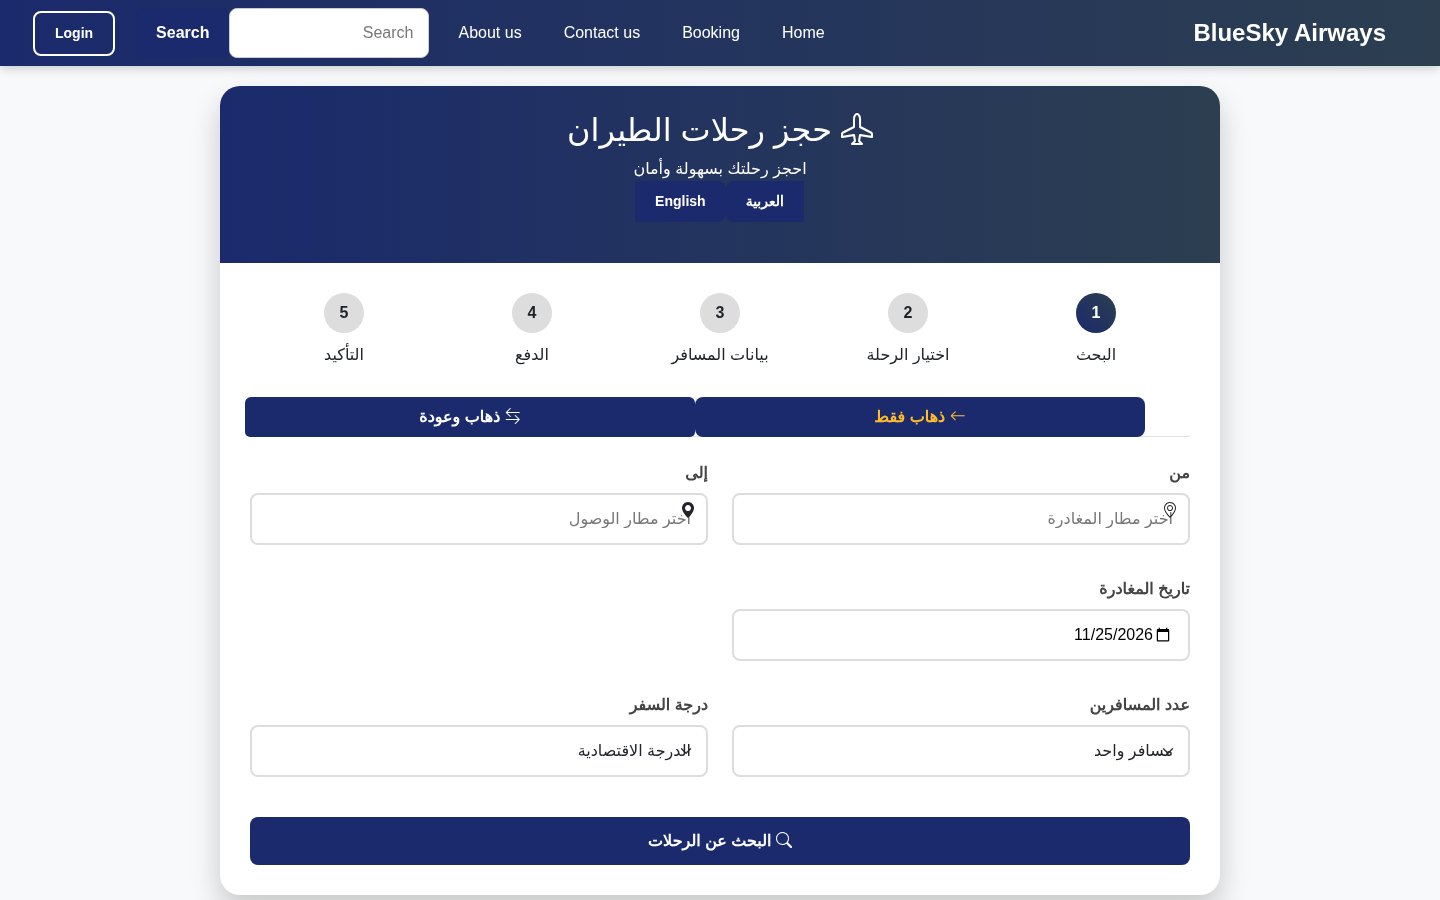 BlueSky Airways
Home
Booking
Contact us
About us
Search
Search
Login
حجز رحلات الطيران
احجز رحلتك بسهولة وأمان
العربية
English
1
البحث
2
اختيار الرحلة
3
بيانات المسافر
4
الدفع
5
التأكيد
ذهاب فقط
ذهاب وعودة
من
اختر مطار المغادرة
إلى
اختر مطار الوصول
تاريخ المغادرة
11/25/2026
عدد المسافرين
مسافر واحد
درجة السفر
الدرجة الاقتصادية
البحث عن الرحلات